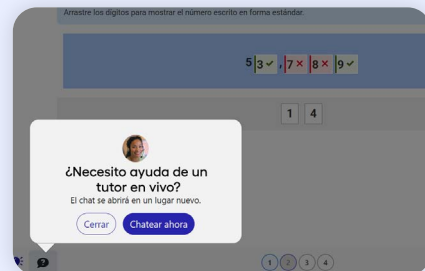 Arrastre los dígitos para mostrar el número escrito en forma estándar.
5 3 ✓ , 7 × 8 × 9 ✓
1 4
¿Necesito ayuda de un
tutor en vivo?
El chat se abrirá en un lugar nuevo.
Cerrar Chatear ahora
? 1 2 3 4